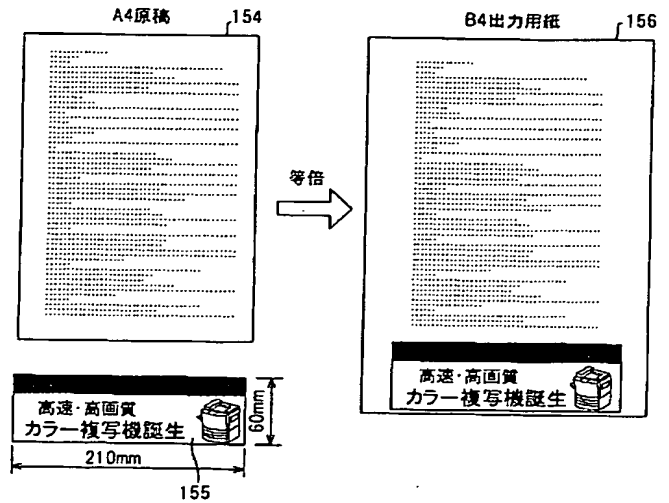 A4原稿
154
B4出力用紙
156
等倍
高速・高画質
カラー複写機誕生
60mm
210mm
155
高速・高画質
カラー複写機誕生